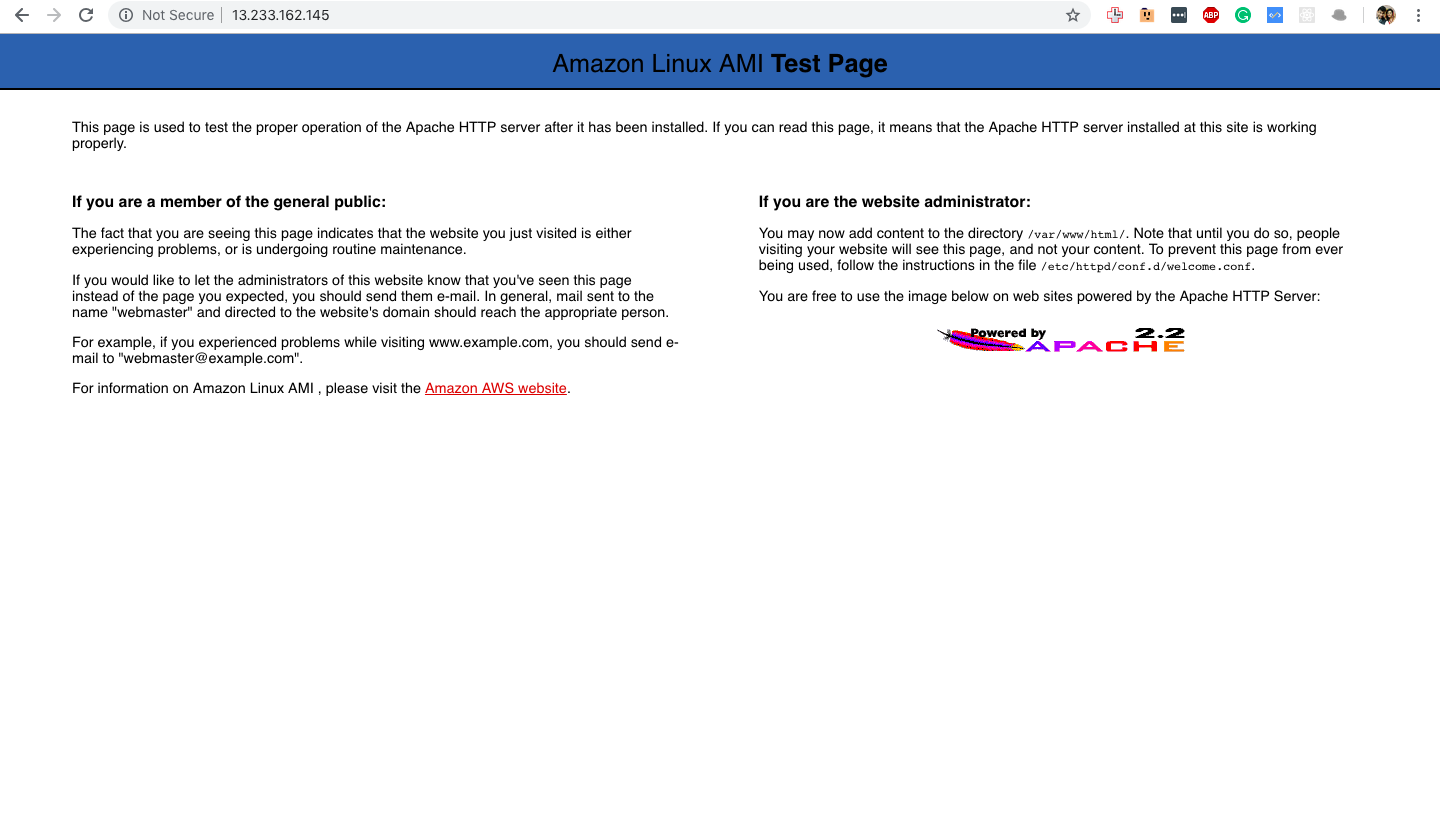 Not Secure
13.233.162.145
ABP
Amazon Linux AMI Test Page
This page is used to test the proper operation of the Apache HTTP server after it has been installed. If you can read this page, it means that the Apache HTTP server installed at this site is working
properly.
If you are a member of the general public:
The fact that you are seeing this page indicates that the website you just visited is either
experiencing problems, or is undergoing routine maintenance.
If you would like to let the administrators of this website know that you've seen this page
instead of the page you expected, you should send them e-mail. In general, mail sent to the
name "webmaster" and directed to the website's domain should reach the appropriate person.
For example, if you experienced problems while visiting www.example.com, you should send e-
mail to "webmaster@example.com".
For information on Amazon Linux AMI , please visit the Amazon AWS website.
If you are the website administrator:
You may now add content to the directory /var/www/html/. Note that until you do so, people
visiting your website will see this page, and not your content. To prevent this page from ever
being used, follow the instructions in the file /etc/httpd/conf.d/welcome.conf.
You are free to use the image below on web sites powered by the Apache HTTP Server:
Powered by 2.2
APACHE